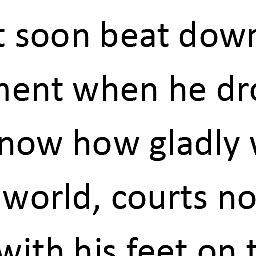 t soon beat down
ment when he dro
now how gladly w
world, courts no
with his feet on t